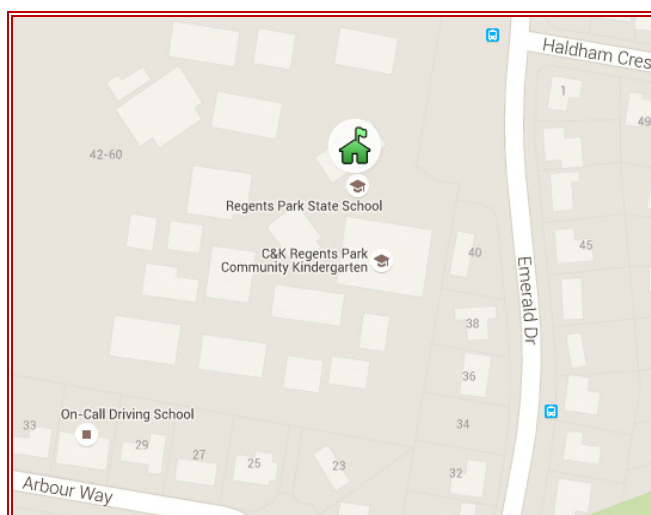 Haldham Cres
1
49
42-60
Regents Park State School
C&K Regents Park
Community Kindergarten
40
45
Emerald Dr
38
36
On-Call Driving School
33
29
27
25
23
34
32
Arbour Way